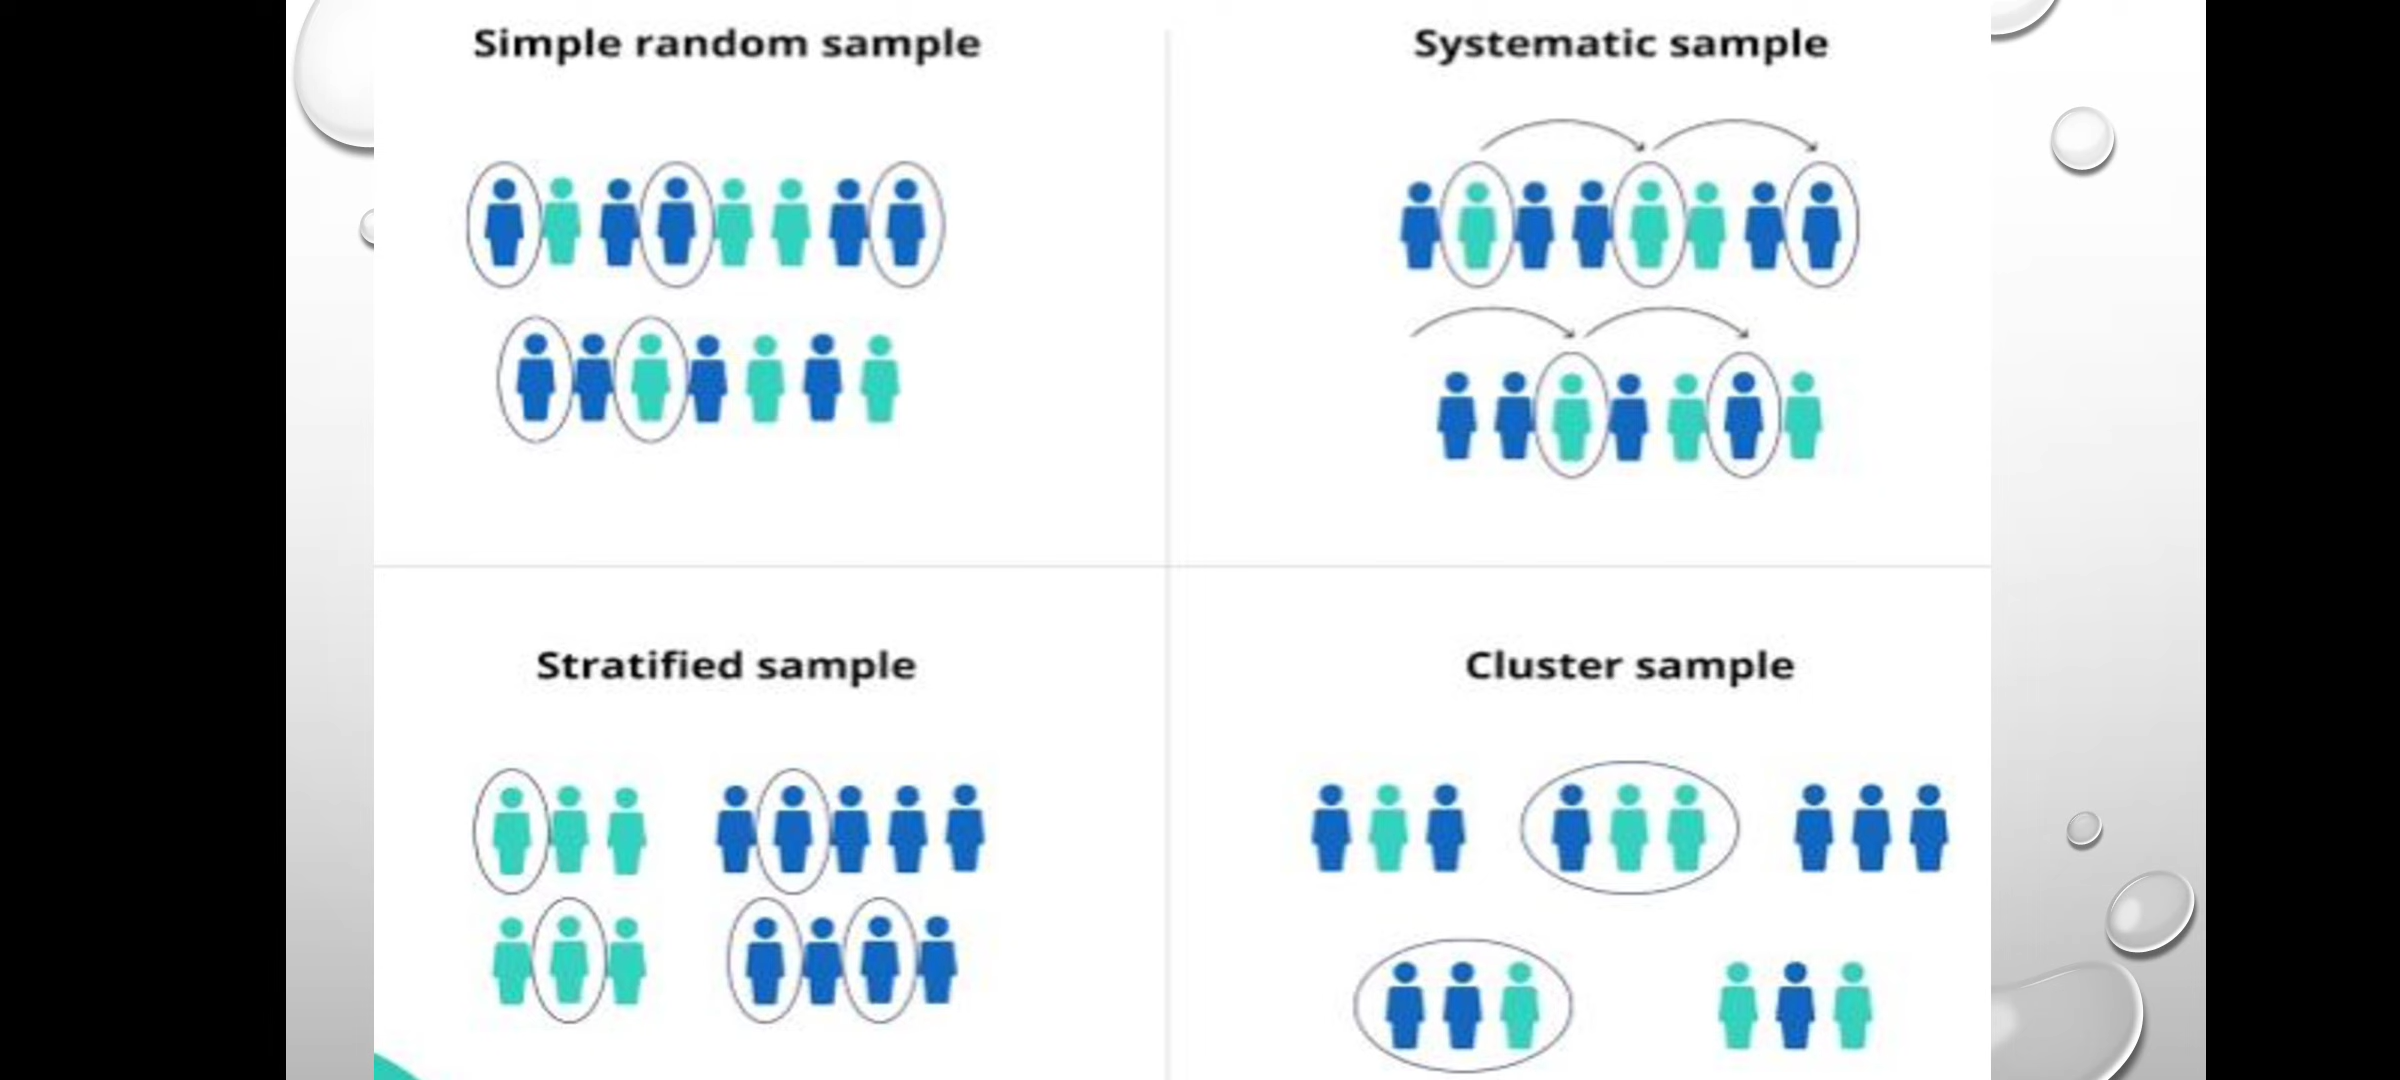 Simple random sample
Systematic sample
Stratified sample
Cluster sample